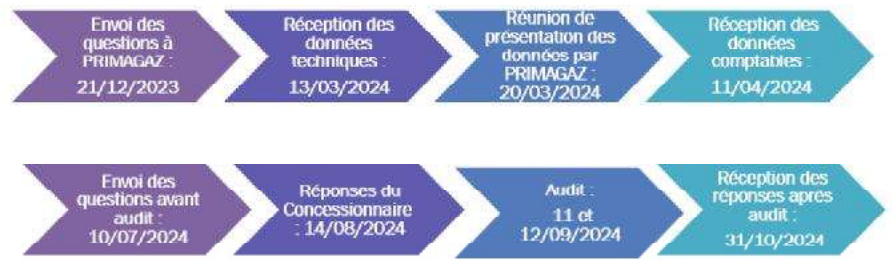 Envoi des
questions à
PRIMAGAZ :
21/12/2023
Réception des
données
techniques :
13/03/2024
Réunion de
présentation des
données par
PRIMAGAZ :
20/03/2024
Réception des
données
comptables :
11/04/2024
Envoi des
questions avant
audit :
10/07/2024
Réponses du
Concessionnaire
: 14/08/2024
Audit :
11 et
12/09/2024
Réception des
réponses après
audit :
31/10/2024